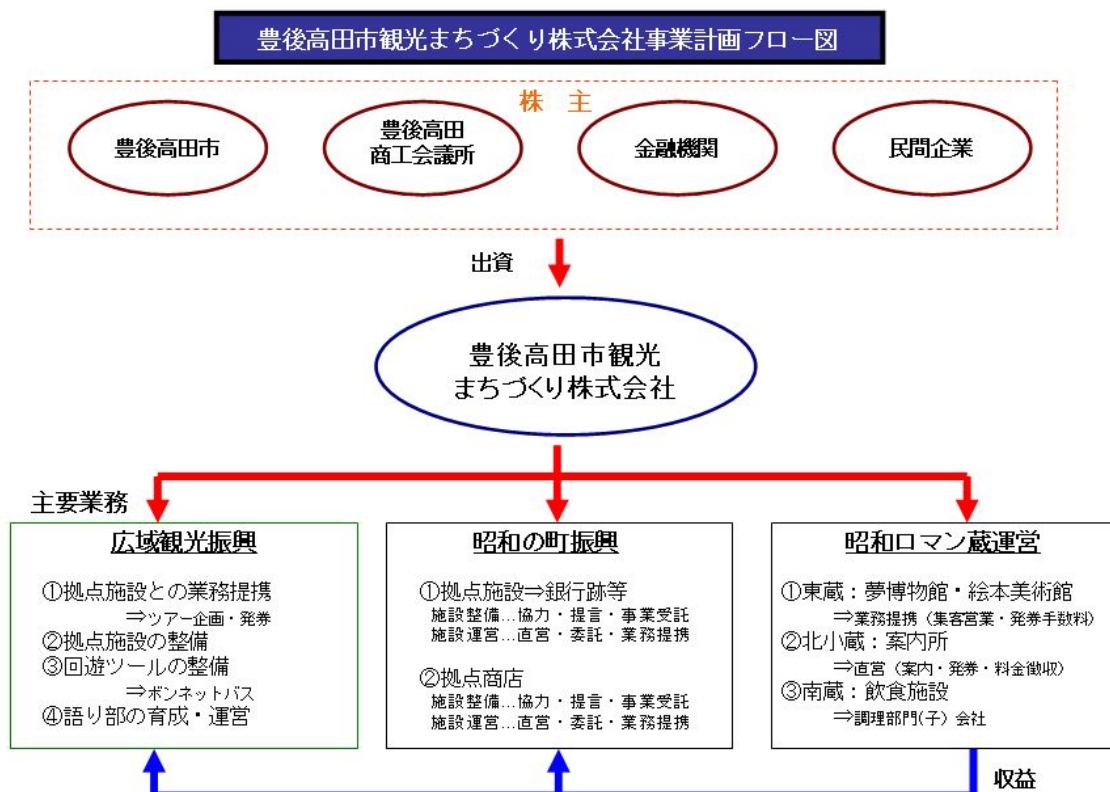 豊後高田市観光まちづくり株式会社事業計画フロー図
株 主
豊後高田市
豊後高田
商工会議所
金融機関
民間企業
出資
豊後高田市観光
まちづくり株式会社
主要業務
広域観光振興
①拠点施設との業務提携
⇒ツアー企画・発券
②拠点施設の整備
③回遊ツールの整備
⇒ボンネットバス
④語り部の育成・運営
昭和の町振興
①拠点施設⇒銀行跡等
施設整備…協力・提言・事業受託
施設運営…直営・委託・業務提携
②拠点商店
施設整備…協力・提言・事業受託
施設運営…直営・委託・業務提携
昭和ロマン蔵運営
①東蔵：夢博物館・絵本美術館
⇒業務提携（集客営業・発券手数料）
②北小蔵：案内所
⇒直営（案内・発券・料金徴収）
③南蔵：飲食施設
⇒調理部門(子）会社
収益